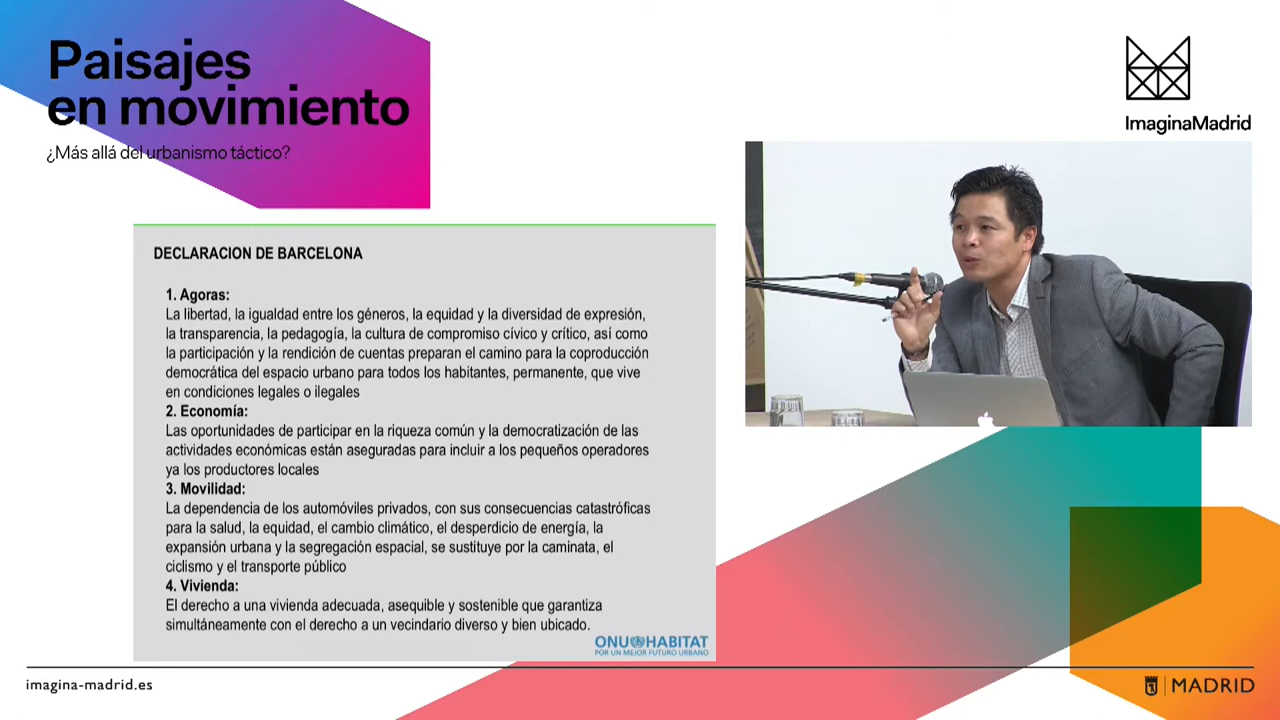 Paisajes
en movimiento
¿Más allá del urbanismo táctico?
ImaginaMadrid
DECLARACION DE BARCELONA
1. Agoras:
La libertad, la igualdad entre los géneros, la equidad y la diversidad de expresión,
la transparencia, la pedagogía, la cultura de compromiso cívico y crítico, así como
la participación y la rendición de cuentas preparan el camino para la coproducción
democrática del espacio urbano para todos los habitantes, permanente, que vive
en condiciones legales o ilegales
2. Economía:
Las oportunidades de participar en la riqueza común y la democratización de las
actividades económicas están aseguradas para incluir a los pequeños operadores
ya los productores locales
3. Movilidad:
La dependencia de los automóviles privados, con sus consecuencias catastróficas
para la salud, la equidad, el cambio climático, el desperdicio de energía, la
expansión urbana y la segregación espacial, se sustituye por la caminata, el
ciclismo y el transporte público
4. Vivienda:
El derecho a una vivienda adecuada, asequible y sostenible que garantiza
simultáneamente con el derecho a un vecindario diverso y bien ubicado.
ONU HABITAT
POR UN MEJOR FUTURO URBANO
imagina-madrid.es
MADRID